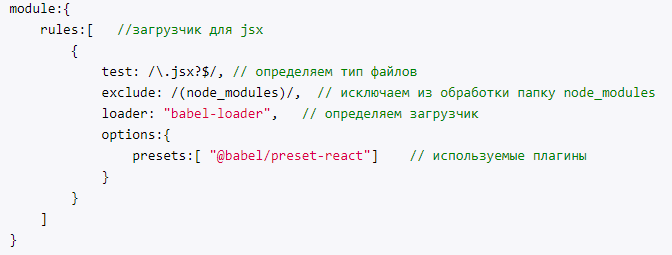 module:{
    rules:[   //загрузчик для jsx
        {
            test: /\.jsx?$/, // определяем тип файлов
            exclude: /(node_modules)/,  // исключаем из обработки папку node_modules
            loader: "babel-loader",   // определяем загрузчик
            options:{
                presets:[ "@babel/preset-react"]    // используемые плагины
            }
        }
    ]
}